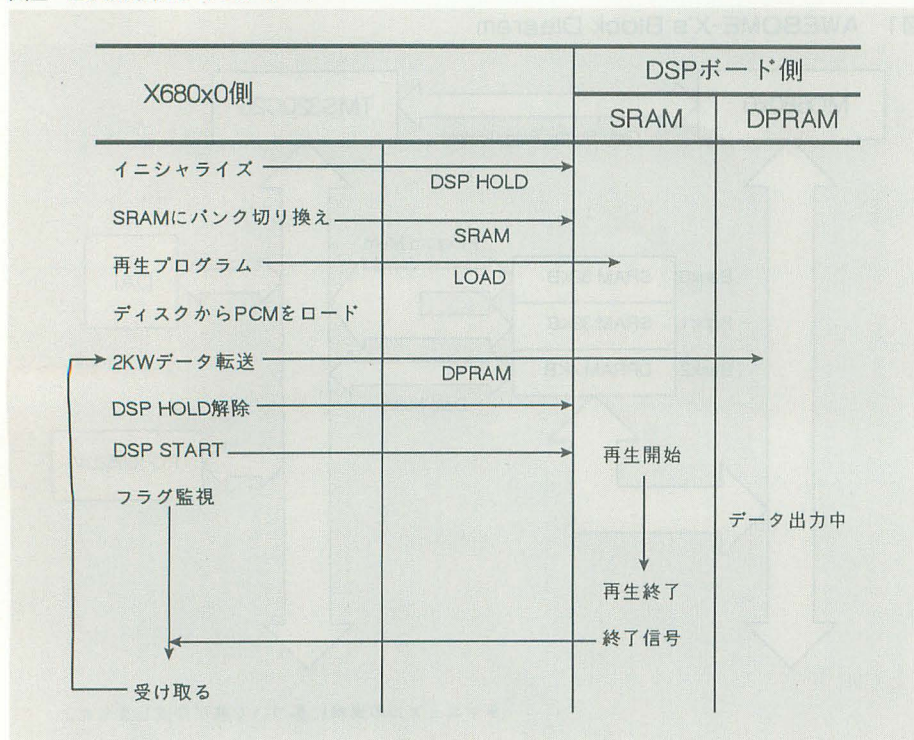 X680x0側
DSPボード側
SRAM
DPRAM
イニシャライズ
DSP HOLD
SRAMにバンク切り換え
SRAM
再生プログラム
LOAD
ディスクからPCMをロード
2KWデータ転送
DPRAM
DSP HOLD解除
DSP START
再生開始
フラグ監視
データ出力中
再生終了
終了信号
受け取る